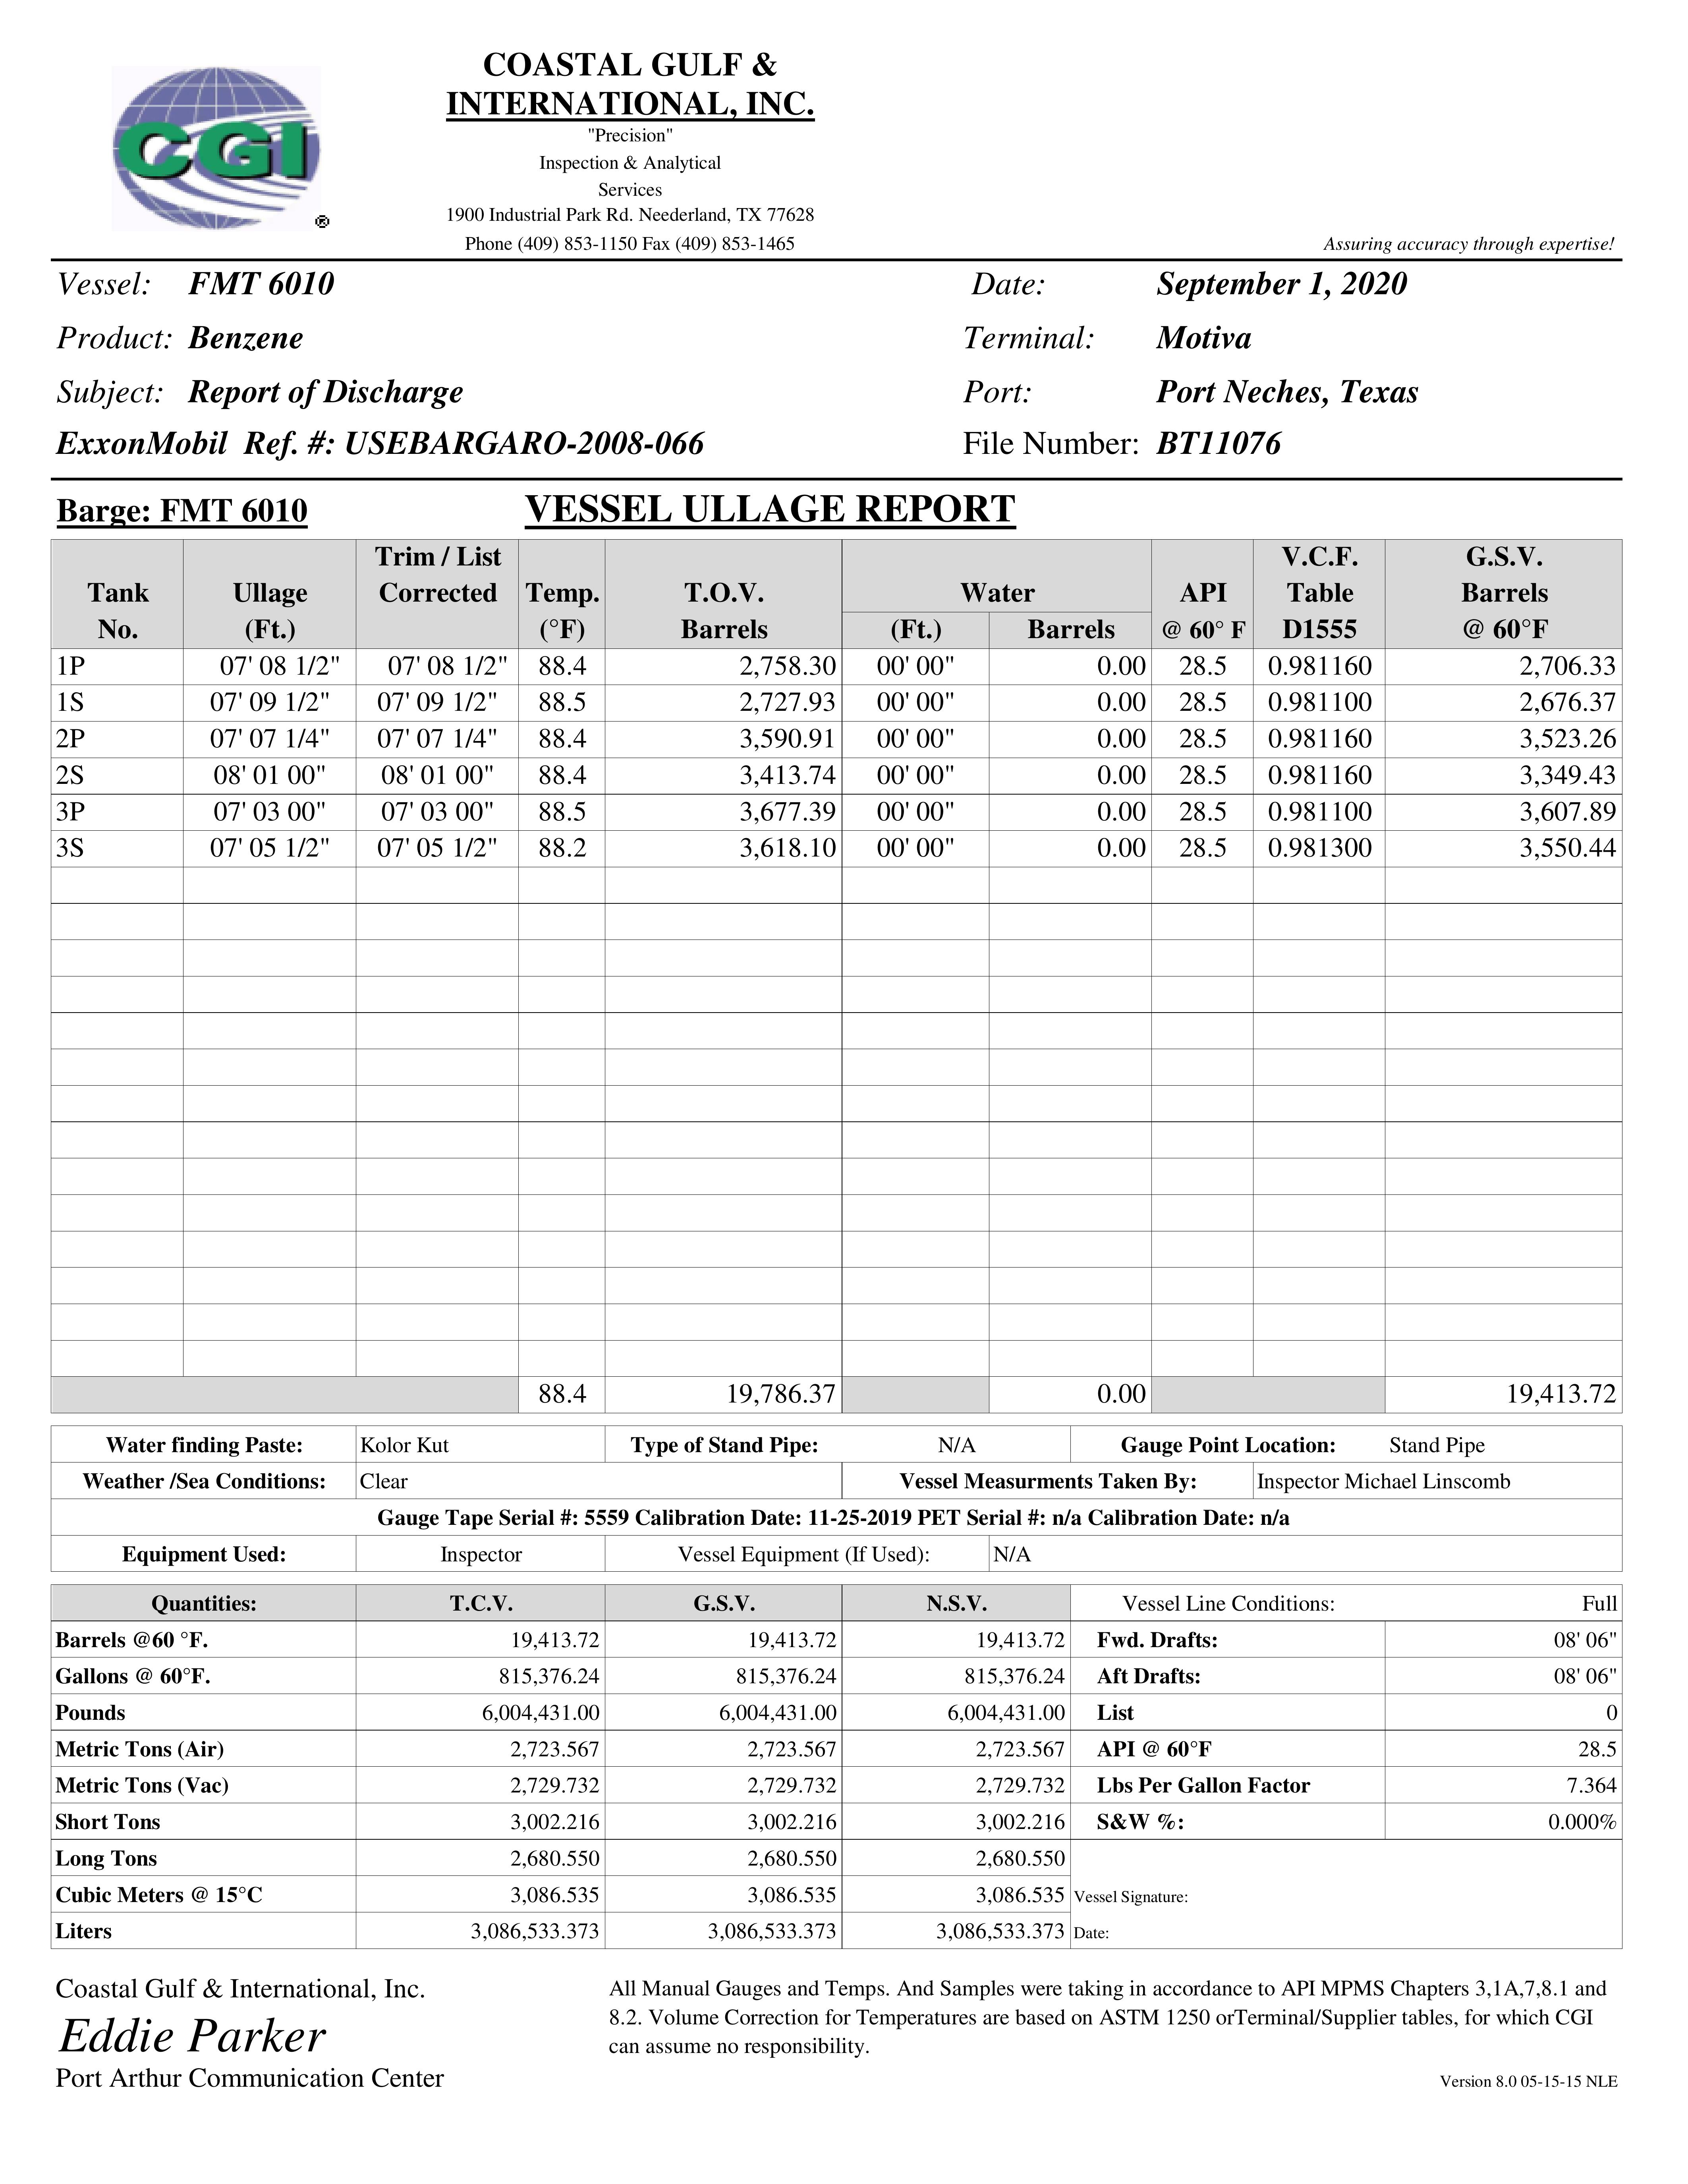 CGI ®
COASTAL GULF &
INTERNATIONAL, INC.
"Precision"
Inspection & Analytical
Services
1900 Industrial Park Rd. Neederland, TX 77628
Phone (409) 853-1150 Fax (409) 853-1465
Assuring accuracy through expertise!
Vessel: FMT 6010 Date: September 1, 2020
Product: Benzene Terminal: Motiva
Subject: Report of Discharge Port: Port Neches, Texas
ExxonMobil Ref. #: USEBARGARO-2008-066 File Number: BT11076
Barge: FMT 6010 VESSEL ULLAGE REPORT
Trim / List V.C.F. G.S.V.
Tank Ullage Corrected Temp. T.O.V. Water API Table Barrels
No. (Ft.) (°F) Barrels (Ft.) Barrels @ 60° F D1555 @ 60°F
1P 07' 08 1/2" 07' 08 1/2" 88.4 2,758.30 00' 00" 0.00 28.5 0.981160 2,706.33
1S 07' 09 1/2" 07' 09 1/2" 88.5 2,727.93 00' 00" 0.00 28.5 0.981100 2,676.37
2P 07' 07 1/4" 07' 07 1/4" 88.4 3,590.91 00' 00" 0.00 28.5 0.981160 3,523.26
2S 08' 01 00" 08' 01 00" 88.4 3,413.74 00' 00" 0.00 28.5 0.981160 3,349.43
3P 07' 03 00" 07' 03 00" 88.5 3,677.39 00' 00" 0.00 28.5 0.981100 3,607.89
3S 07' 05 1/2" 07' 05 1/2" 88.2 3,618.10 00' 00" 0.00 28.5 0.981300 3,550.44
88.4 19,786.37 0.00 19,413.72
Water finding Paste: Kolor Kut Type of Stand Pipe: N/A Gauge Point Location: Stand Pipe
Weather /Sea Conditions: Clear Vessel Measurments Taken By: Inspector Michael Linscomb
Gauge Tape Serial #: 5559 Calibration Date: 11-25-2019 PET Serial #: n/a Calibration Date: n/a
Equipment Used: Inspector Vessel Equipment (If Used): N/A
Quantities: T.C.V. G.S.V. N.S.V. Vessel Line Conditions: Full
Barrels @60 °F. 19,413.72 19,413.72 19,413.72 Fwd. Drafts: 08' 06"
Gallons @ 60°F. 815,376.24 815,376.24 815,376.24 Aft Drafts: 08' 06"
Pounds 6,004,431.00 6,004,431.00 6,004,431.00 List 0
Metric Tons (Air) 2,723.567 2,723.567 2,723.567 API @ 60°F 28.5
Metric Tons (Vac) 2,729.732 2,729.732 2,729.732 Lbs Per Gallon Factor 7.364
Short Tons 3,002.216 3,002.216 3,002.216 S&W %: 0.000%
Long Tons 2,680.550 2,680.550 2,680.550
Cubic Meters @ 15°C 3,086.535 3,086.535 3,086.535 Vessel Signature:
Liters 3,086,533.373 3,086,533.373 3,086,533.373 Date:
Coastal Gulf & International, Inc.
Eddie Parker
Port Arthur Communication Center
All Manual Gauges and Temps. And Samples were taking in accordance to API MPMS Chapters 3,1A,7,8.1 and
8.2. Volume Correction for Temperatures are based on ASTM 1250 orTerminal/Supplier tables, for which CGI
can assume no responsibility.
Version 8.0 05-15-15 NLE